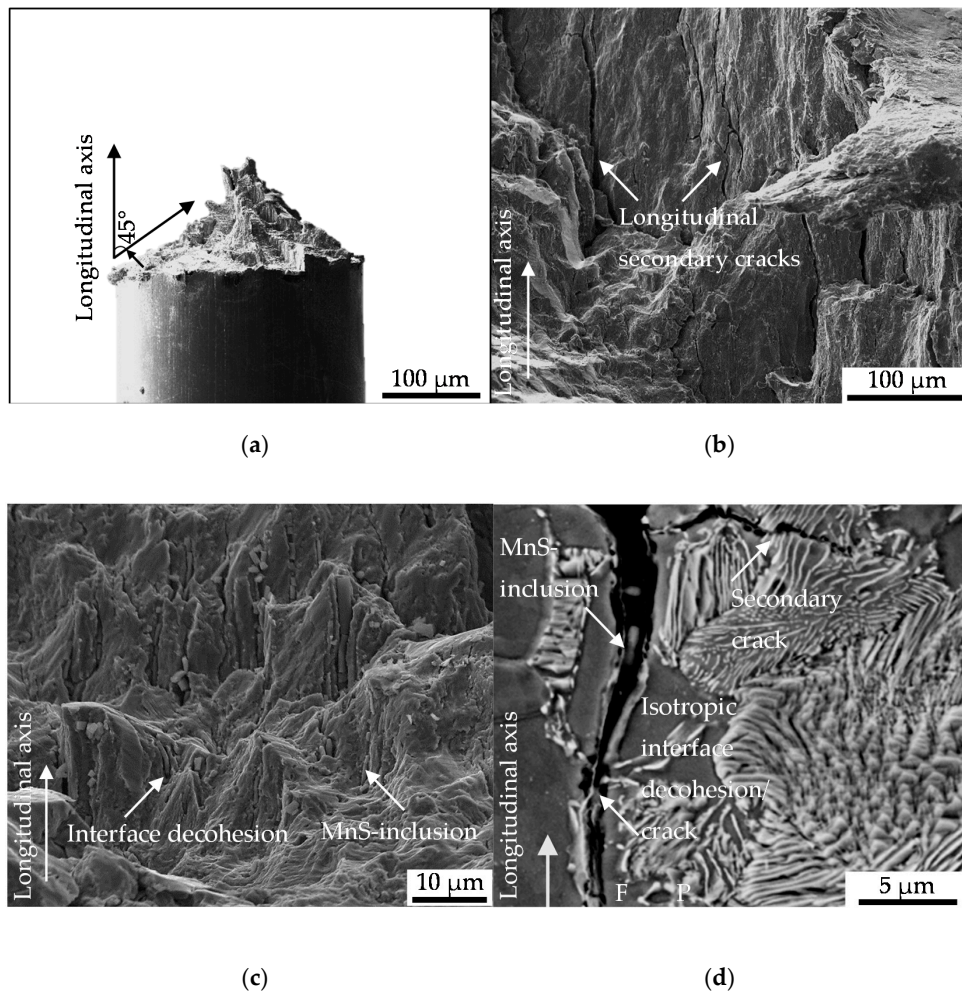 Longitudinal axis
45°
100 µm
(a)
Longitudinal
secondary cracks
Longitudinal axis
100 µm
(b)
Longitudinal axis
Interface decohesion
MnS-inclusion
10 µm
(c)
MnS-
inclusion
Secondary
crack
Isotropic
interface
decohesion/
crack
Longitudinal axis
F P
5 µm
(d)